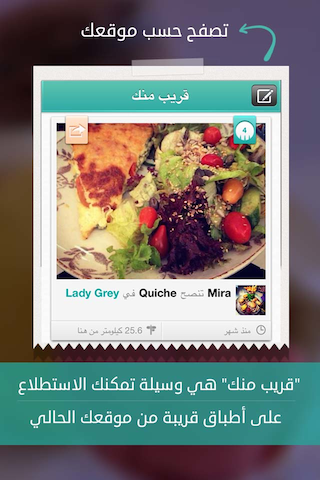 تصفح حسب موقعك
قريب منك
4
Mira تنصح Quiche في Lady Grey
منذ شهر
25.6 كيلومتر من هنا
"قريب منك" هي وسيلة تمكنك الاستطلاع
على أطباق قريبة من موقعك الحالي